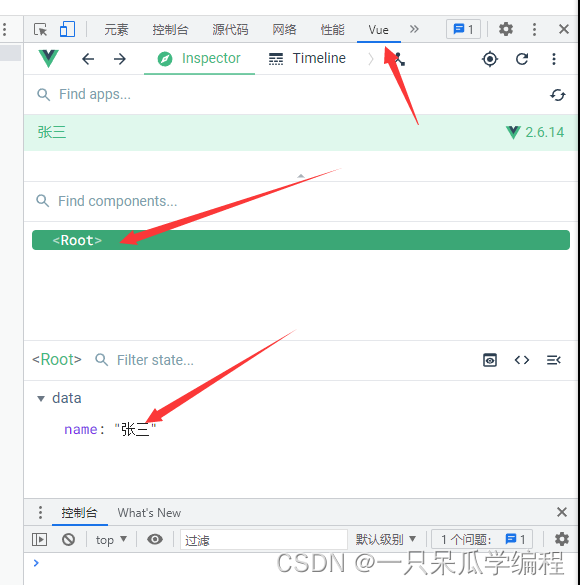 元素 控制台 源代码 网络 性能 Vue » 1
Inspector Timeline
Find apps...
张三 2.6.14
Find components...
<Root>
<Root> Filter state...
data
name: "张三"
控制台 What's New
top 过滤 默认级别 1 个问题: 1
CSDN @一只呆瓜学编程